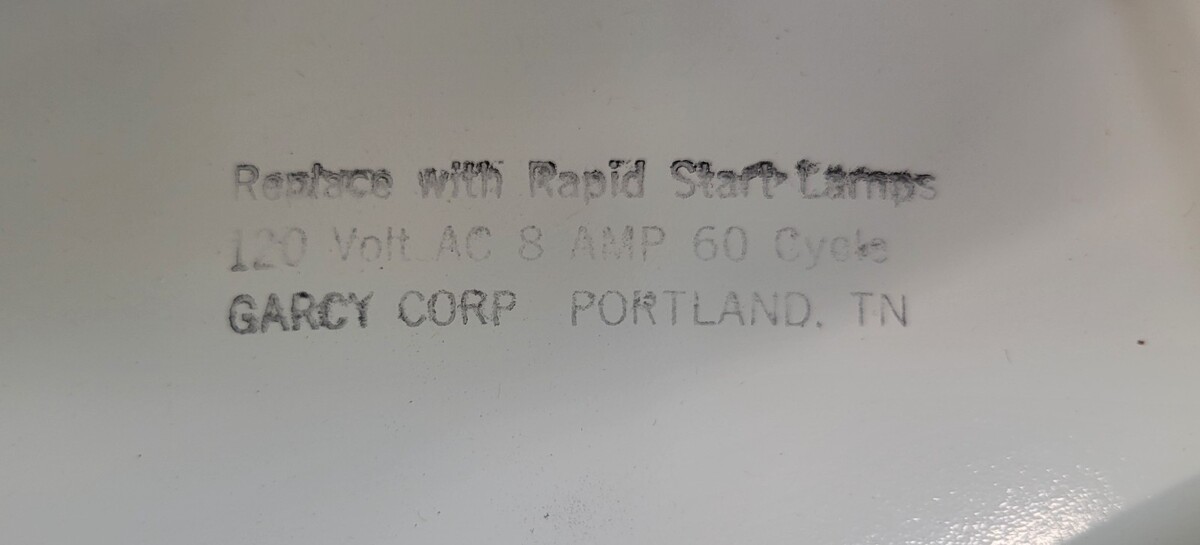 Replace with Rapid Start Lamps
120 Volt AC 8 AMP 60 Cycle
GARCY CORP PORTLAND, TN